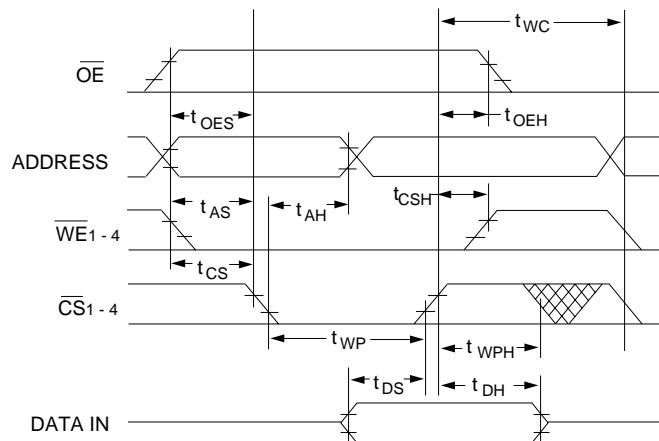 tWC
OE
tOES
tOEH
ADDRESS
tAS
tAH
tCSH
WE1 - 4
tCS
CS1 - 4
tWP
tWPH
tDS
tDH
DATA IN